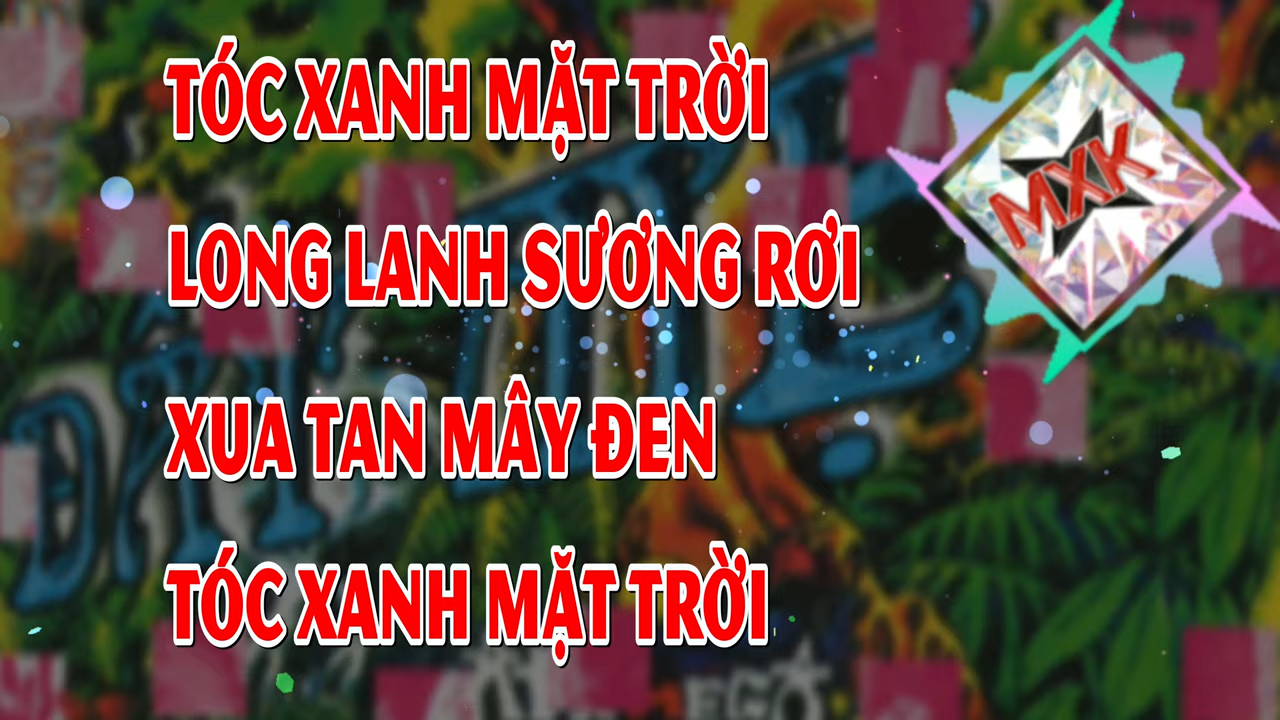 TÓC XANH MẶT TRỜI
MXK
LONG LANH SƯƠNG RƠI
XUA TAN MÂY ĐEN
TÓC XANH MẶT TRỜI